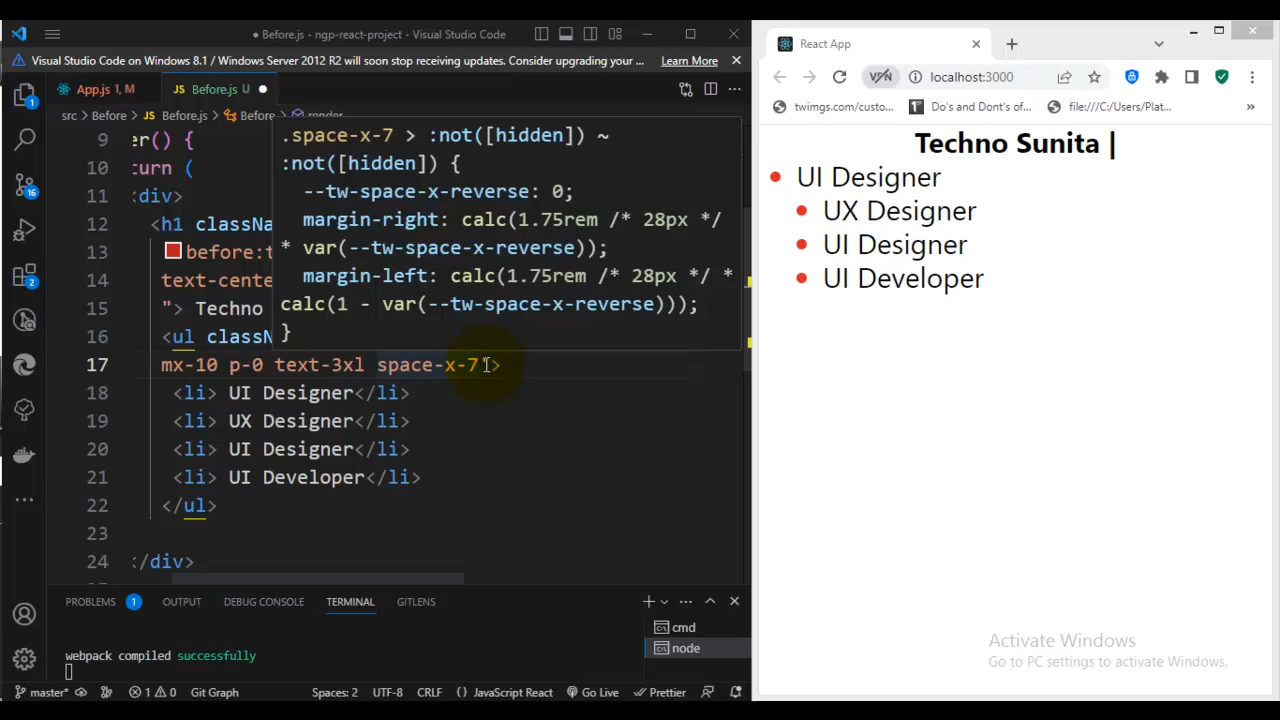 ● Before.js - ngp-react-project - Visual Studio Code
Visual Studio Code on Windows 8.1 / Windows Server 2012 R2 will soon stop receiving updates. Consider upgrading your ... Learn More
App.js 1, M
Before.js U ●
src > Before > JS Before.js > Before > render
9 er() {
10 turn (
11 <div>
12 <h1 classNa
13 before:t
14 text-cente
15 "> Techno
16 <ul classN
17 mx-10 p-0 text-3xl space-x-7">
18 <li> UI Designer</li>
19 <li> UX Designer</li>
20 <li> UI Designer</li>
21 <li> UI Developer</li>
22 </ul>
23
24 </div>
.space-x-7 > :not([hidden]) ~
:not([hidden]) {
--tw-space-x-reverse: 0;
margin-right: calc(1.75rem /* 28px */
* var(--tw-space-x-reverse));
margin-left: calc(1.75rem /* 28px */ *
calc(1 - var(--tw-space-x-reverse)));
}
PROBLEMS 1 OUTPUT DEBUG CONSOLE TERMINAL GITLENS
webpack compiled successfully
cmd
node
1
16
2
master* 1 0 Git Graph Spaces: 2 UTF-8 CRLF {} JavaScript React Go Live Prettier
React App
VPN localhost:3000
twimgs.com/custo... Do's and Dont's of... file:///C:/Users/Plat... »
Techno Sunita |
UI Designer
UX Designer
UI Designer
UI Developer
Activate Windows
Go to PC settings to activate Windows.